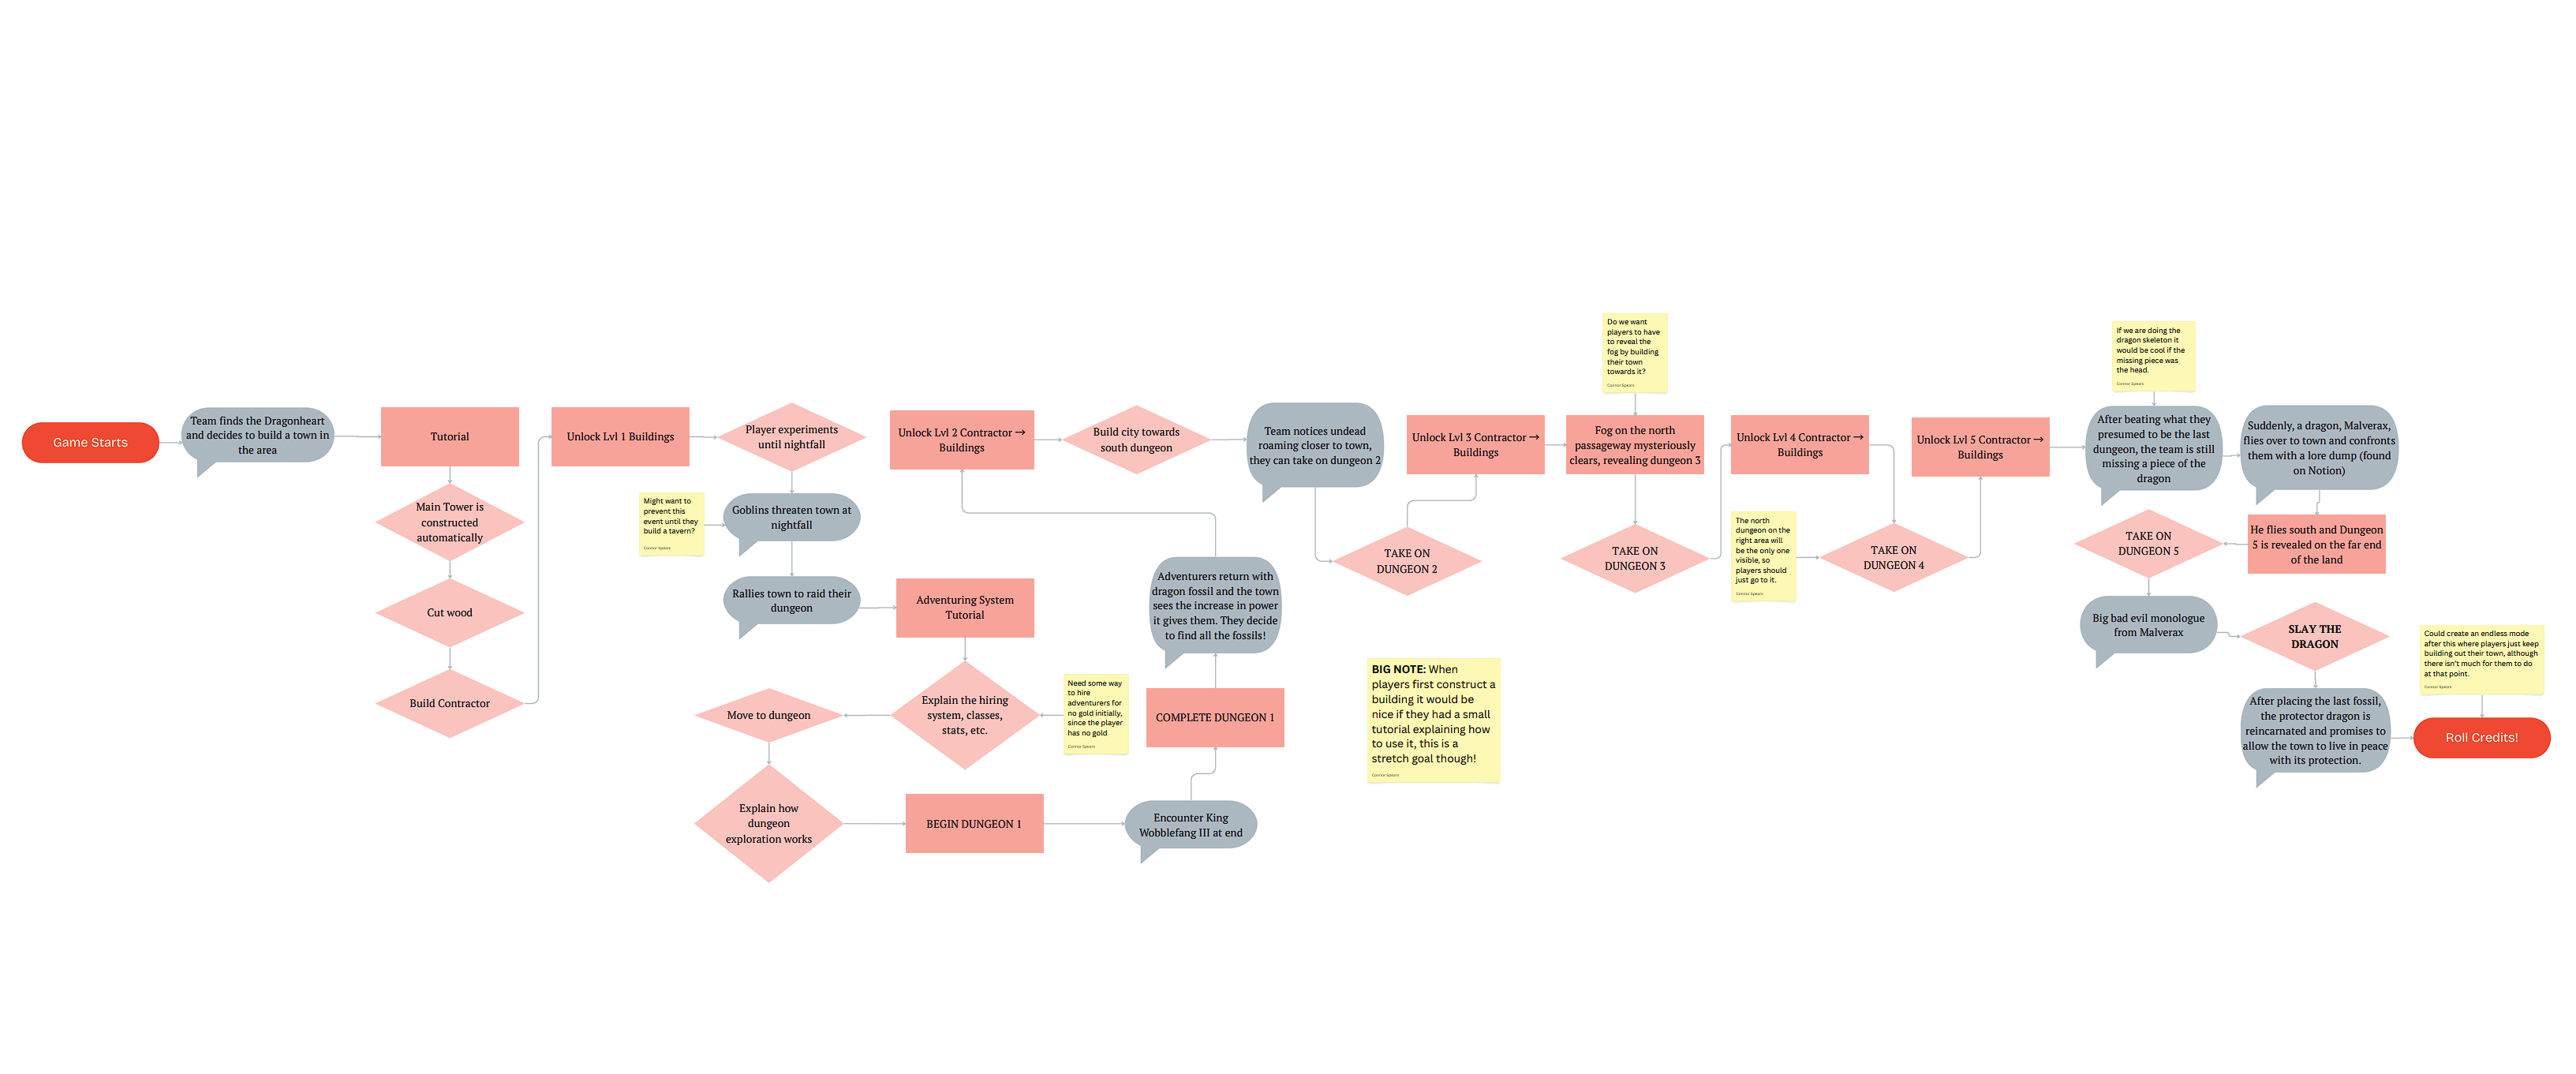 Game Starts
Team finds the Dragonheart
and decides to build a town in
the area
Tutorial
Main Tower is
constructed
automatically
Cut wood
Build Contractor
Unlock Lvl 1 Buildings
Player experiments
until nightfall
Might want to
prevent this
event until they
build a tavern?
Connor Spears
Goblins threaten town at
nightfall
Rallies town to raid their
dungeon
Adventuring System
Tutorial
Explain the hiring
system, classes,
stats, etc.
Need some way
to hire
adventurers for
no gold initially,
since the player
has no gold
Connor Spears
Move to dungeon
Explain how
dungeon
exploration works
BEGIN DUNGEON 1
Encounter King
Wobblefang III at end
COMPLETE DUNGEON 1
Adventurers return with
dragon fossil and the town
sees the increase in power
it gives them. They decide
to find all the fossils!
Unlock Lvl 2 Contractor →
Buildings
Build city towards
south dungeon
Team notices undead
roaming closer to town,
they can take on dungeon 2
TAKE ON
DUNGEON 2
BIG NOTE: When
players first construct a
building it would be
nice if they had a small
tutorial explaining how
to use it, this is a
stretch goal though!
Connor Spears
Unlock Lvl 3 Contractor →
Buildings
Do we want
players to have
to reveal the
fog by building
their town
towards it?
Connor Spears
Fog on the north
passageway mysteriously
clears, revealing dungeon 3
TAKE ON
DUNGEON 3
Unlock Lvl 4 Contractor →
Buildings
The north
dungeon on the
right area will
be the only one
visible, so
players should
just go to it.
Connor Spears
TAKE ON
DUNGEON 4
Unlock Lvl 5 Contractor →
Buildings
If we are doing the
dragon skeleton it
would be cool if the
missing piece was
the head.
Connor Spears
After beating what they
presumed to be the last
dungeon, the team is still
missing a piece of the
dragon
Suddenly, a dragon, Malverax,
flies over to town and confronts
them with a lore dump (found
on Notion)
He flies south and Dungeon
5 is revealed on the far end
of the land
TAKE ON
DUNGEON 5
Big bad evil monologue
from Malverax
SLAY THE
DRAGON
After placing the last fossil,
the protector dragon is
reincarnated and promises to
allow the town to live in peace
with its protection.
Could create an endless mode
after this where players just keep
building out their town, although
there isn't much for them to do
at that point.
Connor Spears
Roll Credits!